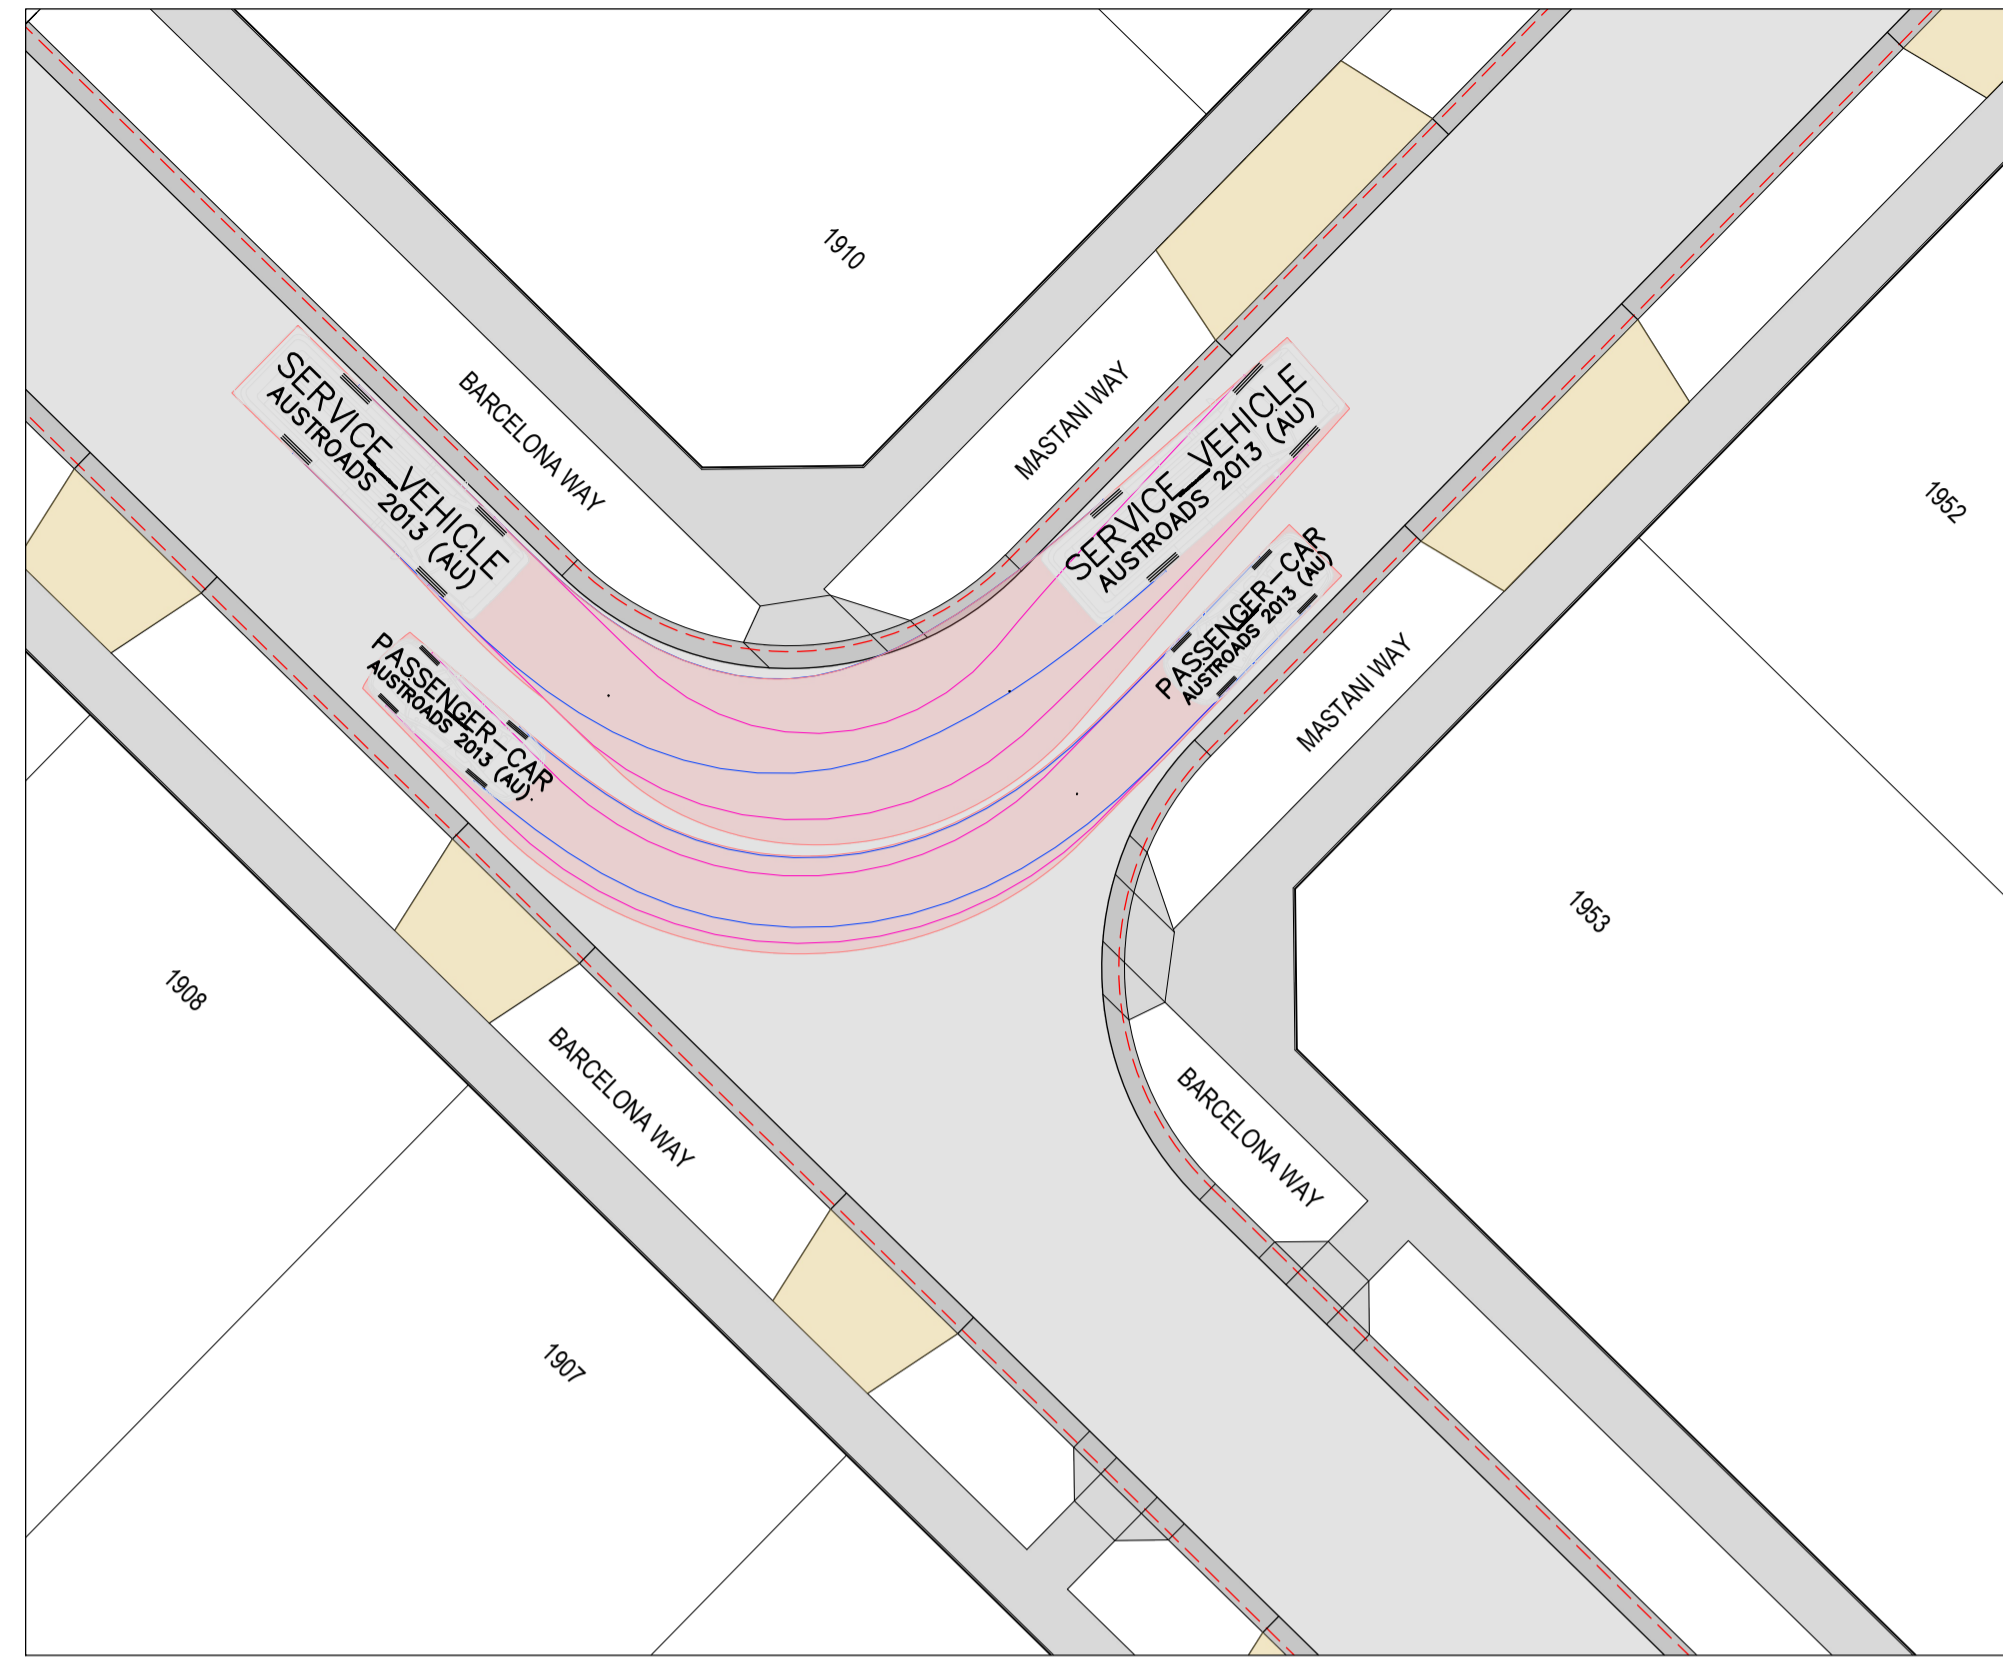 1910
BARCELONA WAY
MASTANI WAY
SERVICE_VEHICLE
AUSTROADS 2013 (AU)
SERVICE_VEHICLE
AUSTROADS 2013 (AU)
1952
PASSENGER-CAR
AUSTROADS 2013 (AU)
PASSENGER-CAR
AUSTROADS 2013 (AU)
MASTANI WAY
1953
1908
BARCELONA WAY
BARCELONA WAY
1907